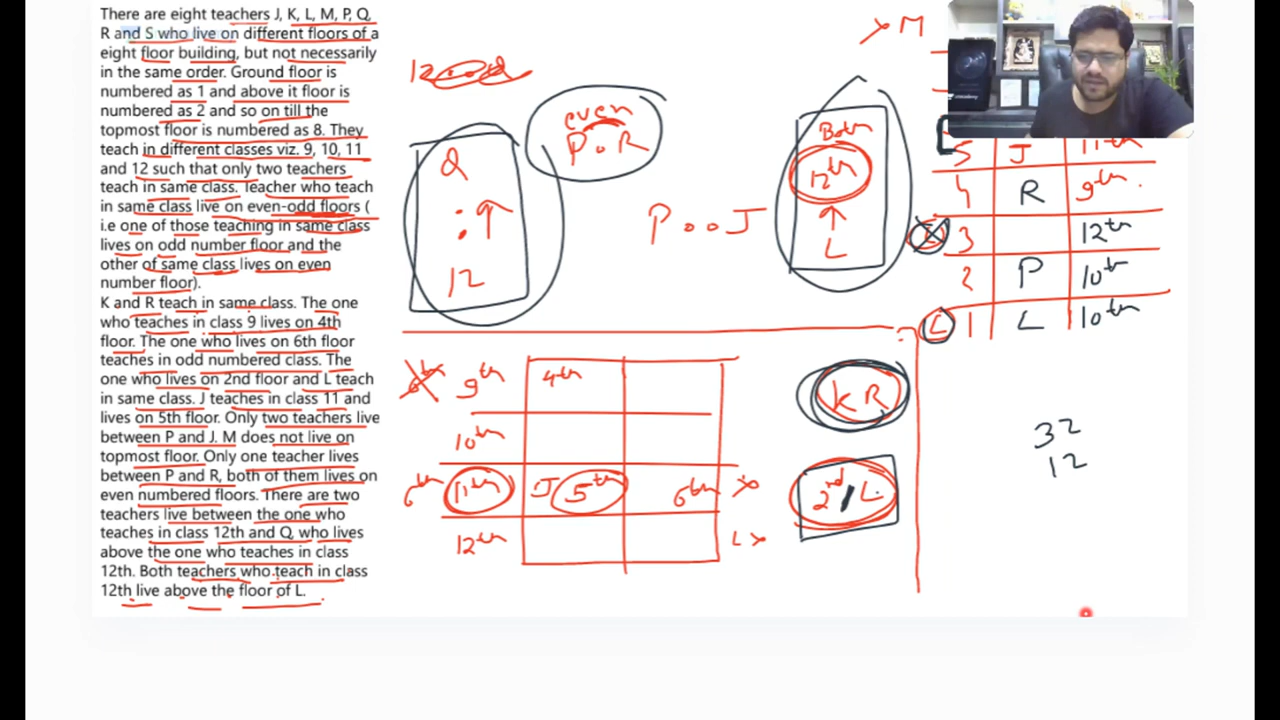 There are eight teachers J, K, L, M, P, Q,
R and S who live on different floors of a
eight floor building, but not necessarily
in the same order. Ground floor is
numbered as 1 and above it floor is
numbered as 2 and so on till the
topmost floor is numbered as 8. They
teach in different classes viz. 9, 10, 11
and 12 such that only two teachers
teach in same class. Teacher who teach
in same class live on even-odd floors (
i.e one of those teaching in same class
lives on odd number floor and the
other of same class lives on even
number floor).
K and R teach in same class. The one
who teaches in class 9 lives on 4th
floor. The one who lives on 6th floor
teaches in odd numbered class. The
one who lives on 2nd floor and L teach
in same class. J teaches in class 11 and
lives on 5th floor. Only two teachers live
between P and J. M does not live on
topmost floor. Only one teacher lives
between P and R, both of them lives on
even numbered floors. There are two
teachers live between the one who
teaches in class 12th and Q, who lives
above the one who teaches in class
12th. Both teachers who teach in class
12th live above the floor of L.
12
Q
12
even
P o R
P o o J
Both
12th
↑
L
x M
5 J 11th
4 R 9th
3 12th
2 P 10th
L 1 L 10th
9th 4th
10th
6th 11th J 5th 6th x
12th L x
K R
2nd / L
32
12